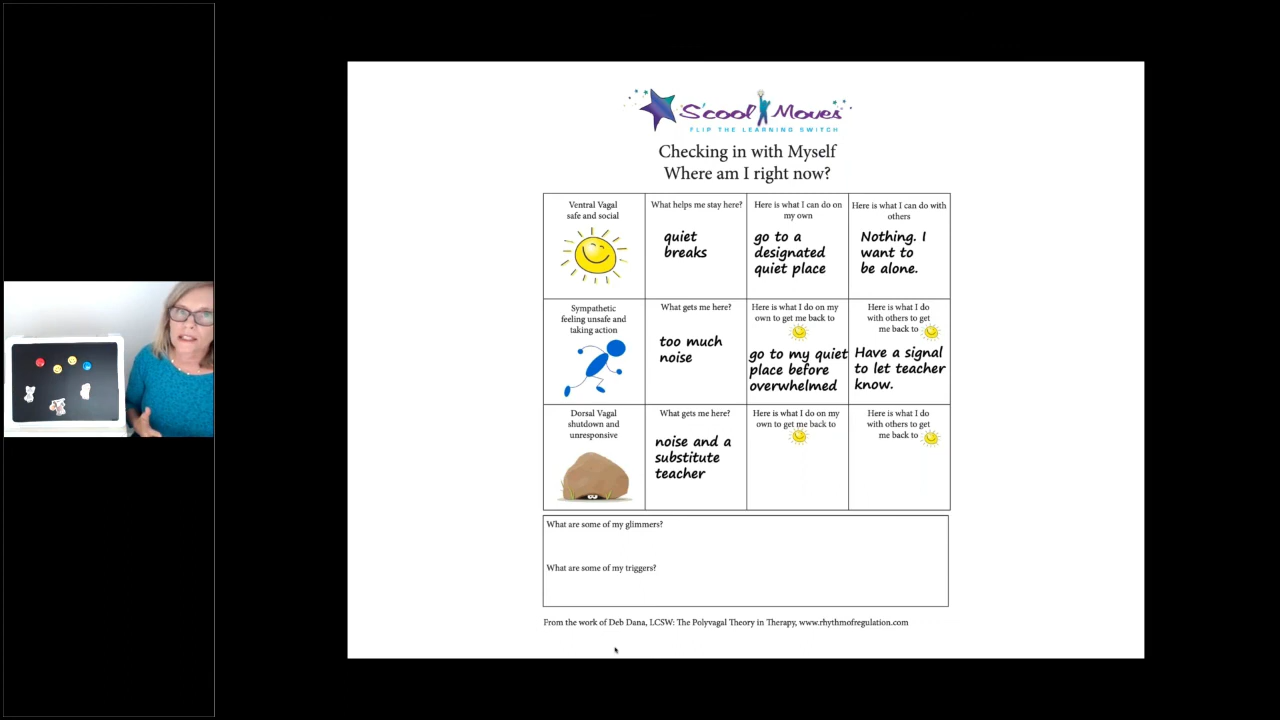 S'cool Moves
FLIP THE LEARNING SWITCH
Checking in with Myself
Where am I right now?
Ventral Vagal
safe and social
What helps me stay here?
quiet
breaks
Here is what I can do on
my own
go to a
designated
quiet place
Here is what I can do with
others
Nothing. I
want to
be alone.
Sympathetic
feeling unsafe and
taking action
What gets me here?
too much
noise
Here is what I do on my
own to get me back to
go to my quiet
place before
overwhelmed
Here is what I do
with others to get
me back to
Have a signal
to let teacher
know.
Dorsal Vagal
shutdown and
unresponsive
What gets me here?
noise and a
substitute
teacher
Here is what I do on my
own to get me back to
Here is what I do
with others to get
me back to
What are some of my glimmers?
What are some of my triggers?
From the work of Deb Dana, LCSW: The Polyvagal Theory in Therapy, www.rhythmofregulation.com